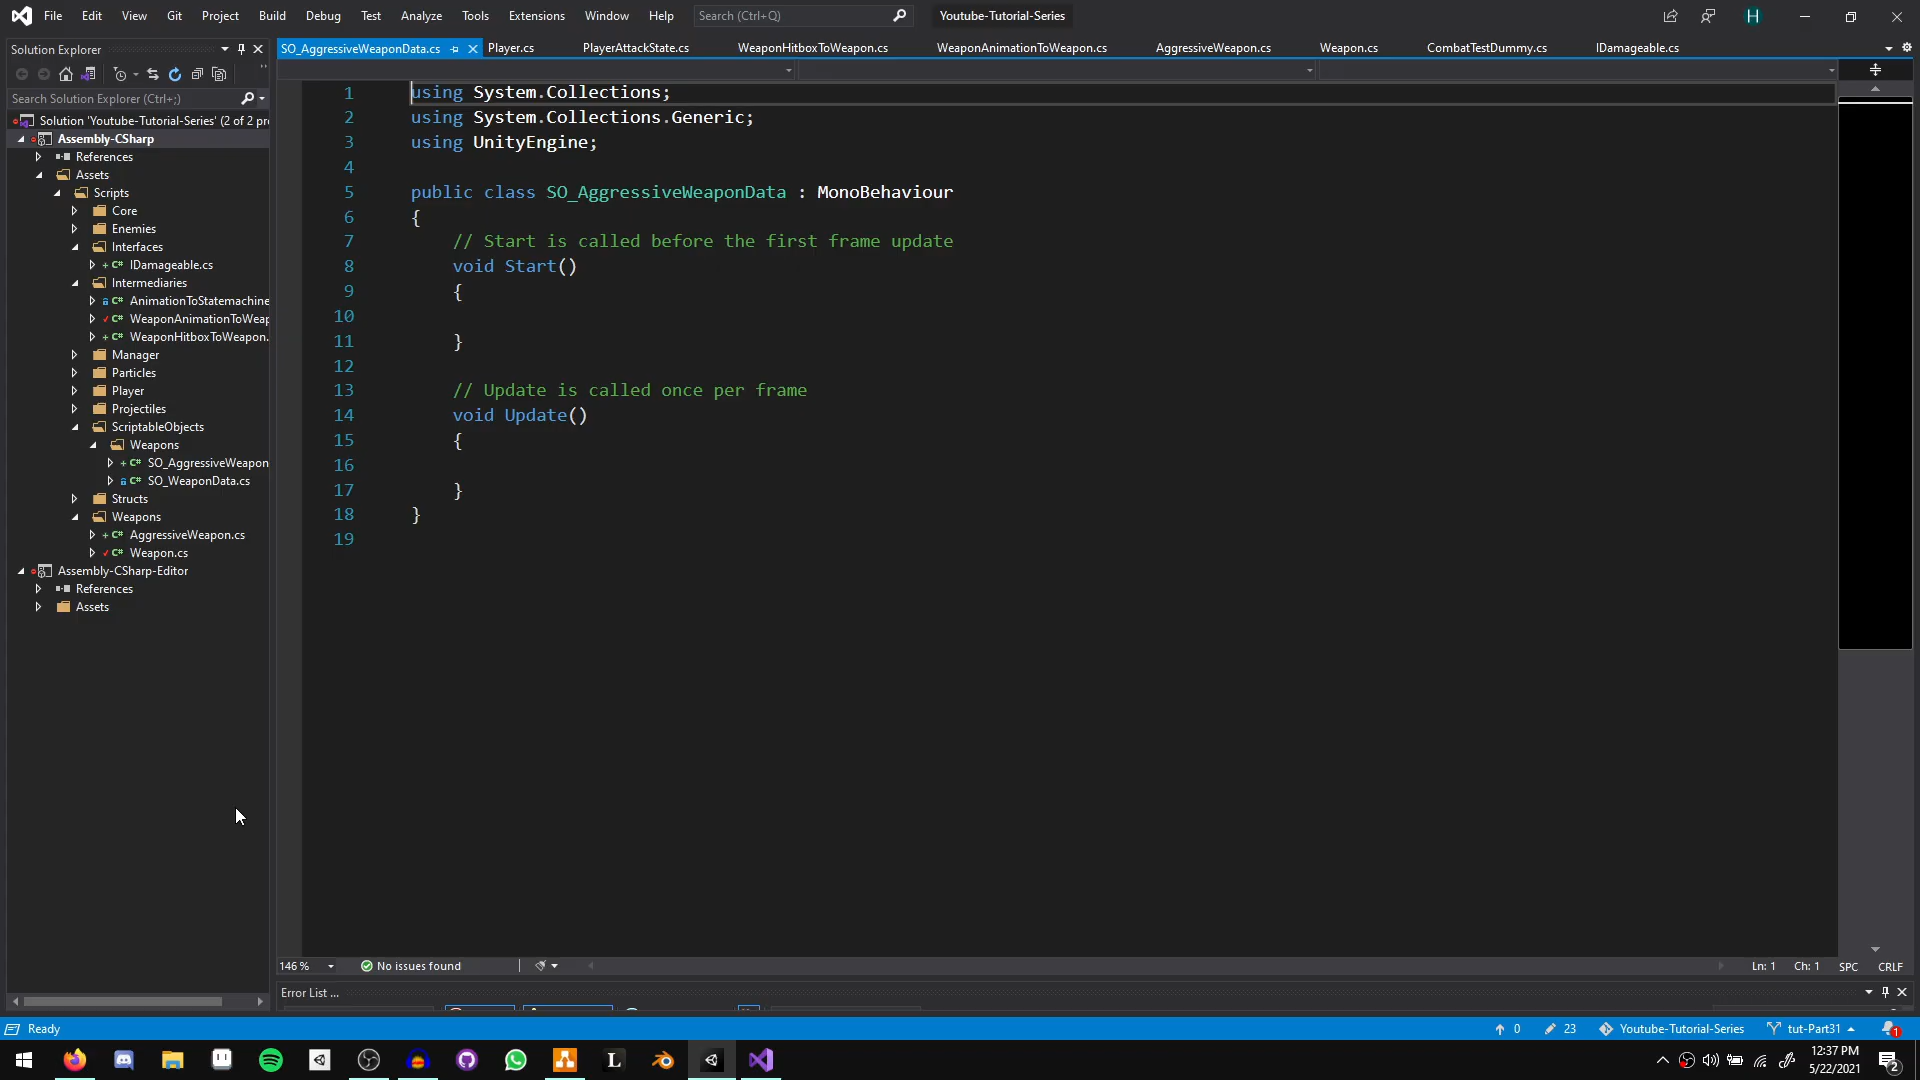 File Edit View Git Project Build Debug Test Analyze Tools Extensions Window Help Search (Ctrl+Q) Youtube-Tutorial-Series H
Solution Explorer
SO_AggressiveWeaponData.cs Player.cs PlayerAttackState.cs WeaponHitboxToWeapon.cs WeaponAnimationToWeapon.cs AggressiveWeapon.cs Weapon.cs CombatTestDummy.cs IDamageable.cs
Search Solution Explorer (Ctrl+;)
Solution 'Youtube-Tutorial-Series' (2 of 2 pr
Assembly-CSharp
References
Assets
Scripts
Core
Enemies
Interfaces
IDamageable.cs
Intermediaries
AnimationToStatemachine
WeaponAnimationToWeap
WeaponHitboxToWeapon.
Manager
Particles
Player
Projectiles
ScriptableObjects
Weapons
SO_AggressiveWeapon
SO_WeaponData.cs
Structs
Weapons
AggressiveWeapon.cs
Weapon.cs
Assembly-CSharp-Editor
References
Assets
1 using System.Collections;
2 using System.Collections.Generic;
3 using UnityEngine;
4
5 public class SO_AggressiveWeaponData : MonoBehaviour
6 {
7 // Start is called before the first frame update
8 void Start()
9 {
10
11 }
12
13 // Update is called once per frame
14 void Update()
15 {
16
17 }
18 }
19
146 % No issues found Ln: 1 Ch: 1 SPC CRLF
Error List ...
Ready 0 23 Youtube-Tutorial-Series tut-Part31 1
L 12:37 PM
5/22/2021 2